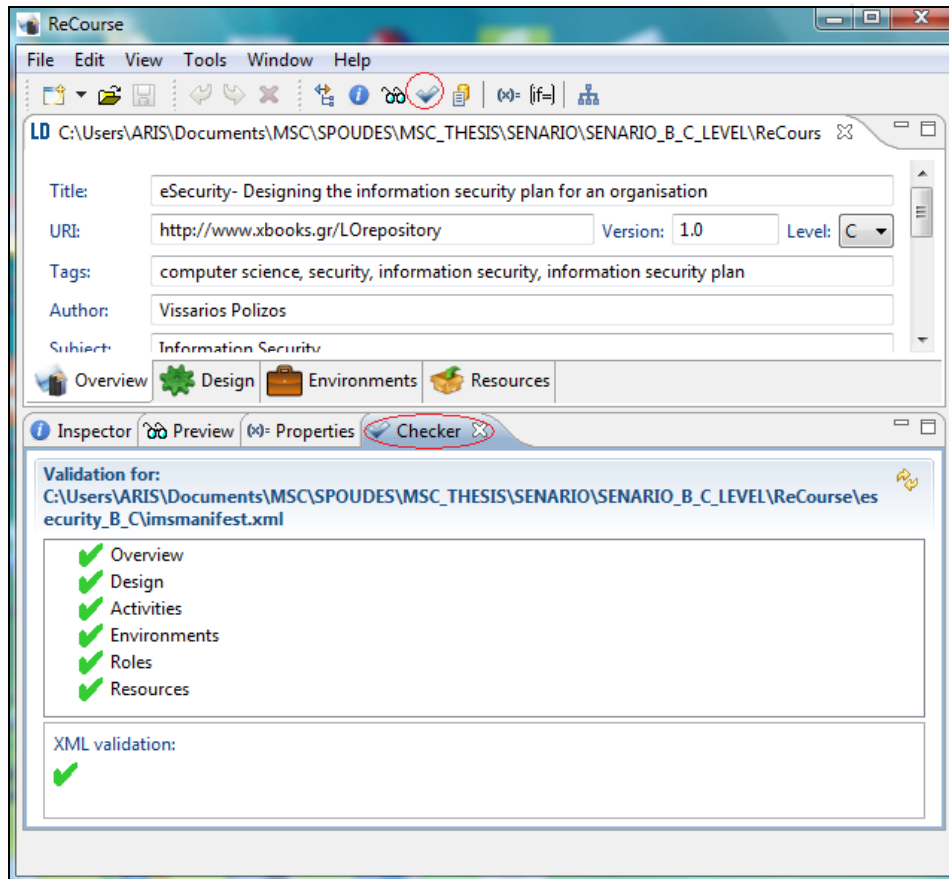 ReCourse
File Edit View Tools Window Help
(x)= (if=)
LD C:\Users\ARIS\Documents\MSC\SPOUDES\MSC_THESIS\SENARIO\SENARIO_B_C_LEVEL\ReCours
Title: eSecurity- Designing the information security plan for an organisation
URI: http://www.xbooks.gr/LOrepository Version: 1.0 Level: C
Tags: computer science, security, information security, information security plan
Author: Vissarios Polizos
Subject: Information Security
Overview Design Environments Resources
Inspector Preview (x)= Properties Checker
Validation for:
C:\Users\ARIS\Documents\MSC\SPOUDES\MSC_THESIS\SENARIO\SENARIO_B_C_LEVEL\ReCourse\es
ecurity_B_C\imsmanifest.xml
Overview
Design
Activities
Environments
Roles
Resources
XML validation: